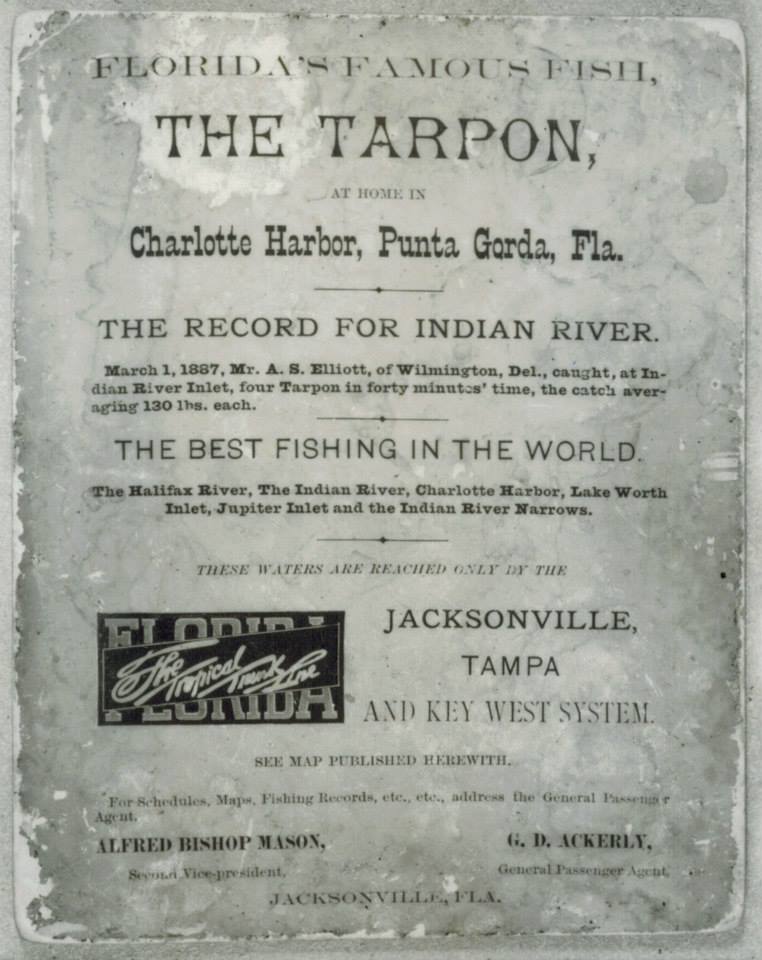 FLORIDA'S FAMOUS FISH,
THE TARPON,
AT HOME IN
Charlotte Harbor, Punta Gorda, Fla.
THE RECORD FOR INDIAN RIVER.
March 1, 1887, Mr. A. S. Elliott, of Wilmington, Del., caught, at In-
dian River Inlet, four Tarpon in forty minutes' time, the catch aver-
aging 130 lbs. each.
THE BEST FISHING IN THE WORLD.
The Halifax River, The Indian River, Charlotte Harbor, Lake Worth
Inlet, Jupiter Inlet and the Indian River Narrows.
THESE WATERS ARE REACHED ONLY BY THE
FLORIDA
The Tropical Trunk Line
FLORIDA
JACKSONVILLE,
TAMPA
AND KEY WEST SYSTEM.
SEE MAP PUBLISHED HEREWITH.
For Schedules, Maps, Fishing Records, etc., etc., address the General Passenger
Agent.
ALFRED BISHOP MASON,
Second Vice-president.
G. D. ACKERLY,
General Passenger Agent,
JACKSONVILLE, FLA.